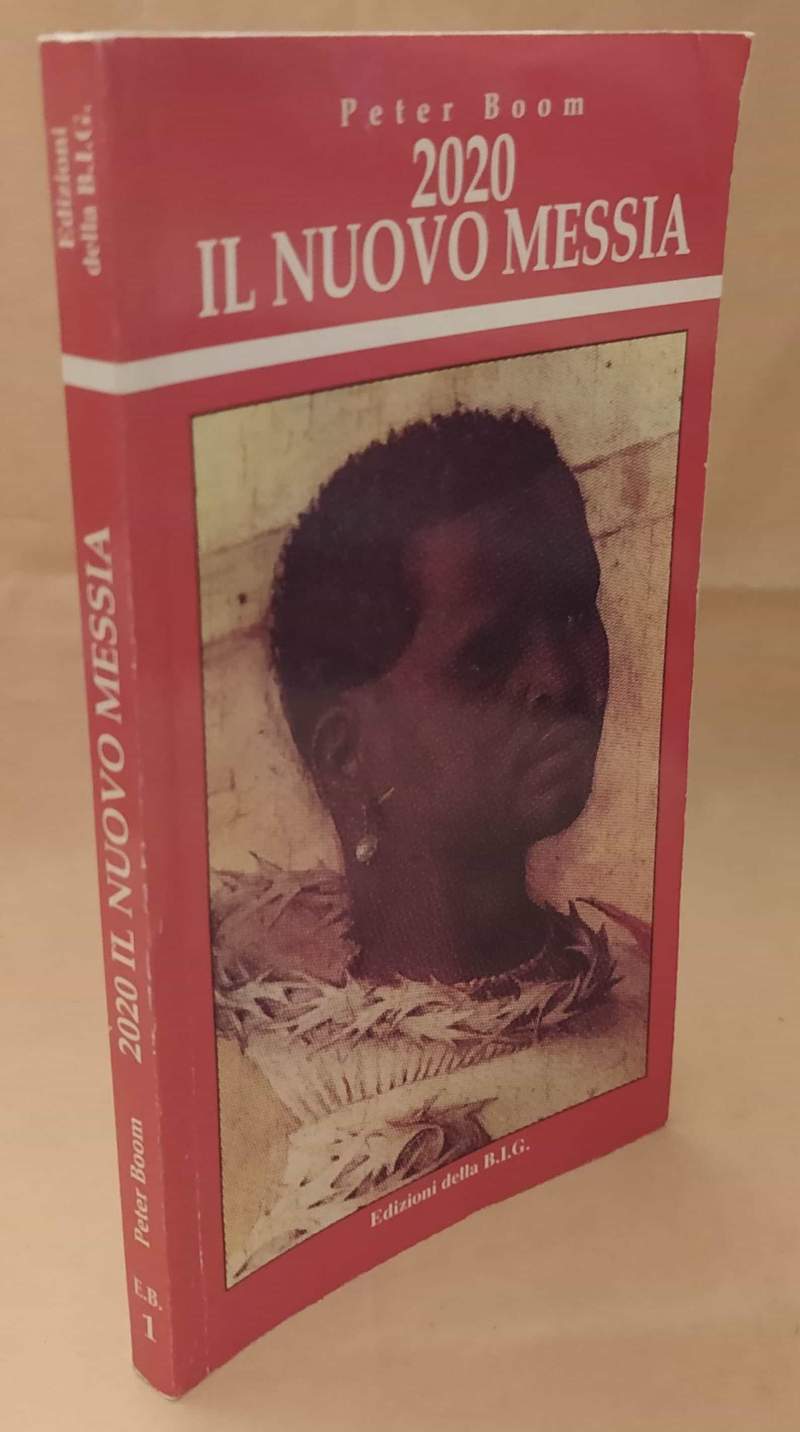 Peter Boom
2020
IL NUOVO MESSIA
Edizioni della B.I.G.
Edizioni
della B.I.G.
2020 IL NUOVO MESSIA
Peter Boom
E.B.
1